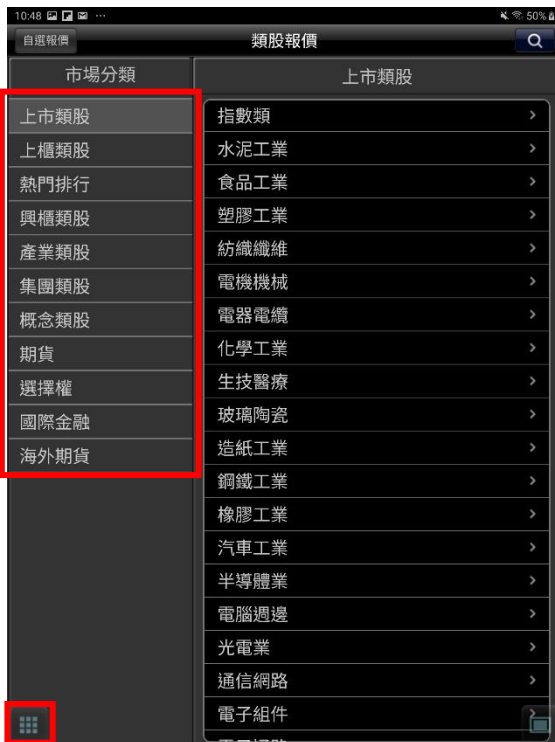 10:48
50%
自選報價
類股報價
市場分類
上市類股
上櫃類股
熱門排行
興櫃類股
產業類股
集團類股
概念類股
期貨
選擇權
國際金融
海外期貨
上市類股
指數類
水泥工業
食品工業
塑膠工業
紡織纖維
電機機械
電器電纜
化學工業
生技醫療
玻璃陶瓷
造紙工業
鋼鐵工業
橡膠工業
汽車工業
半導體業
電腦週邊
光電業
通信網路
電子組件